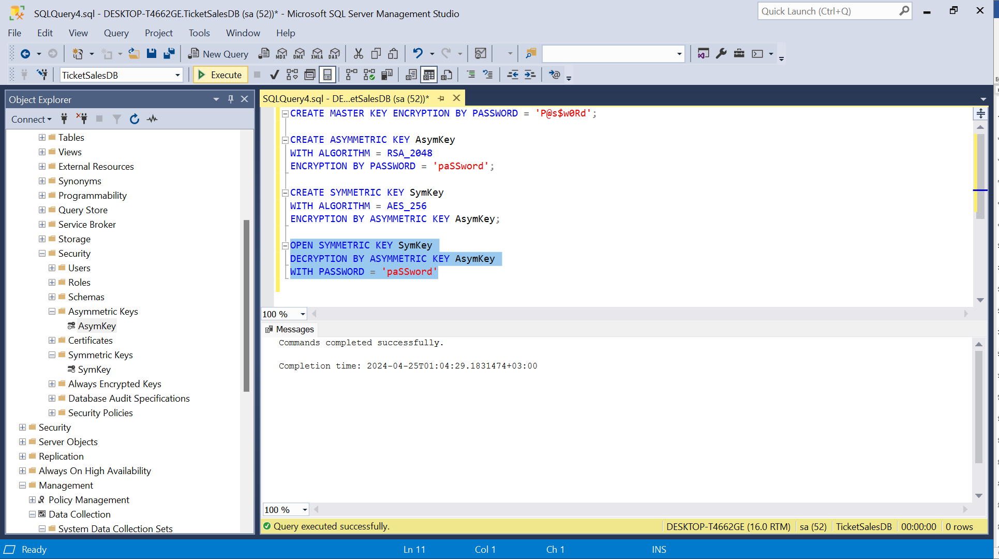 SQLQuery4.sql - DESKTOP-T4662GE.TicketSalesDB (sa (52))* - Microsoft SQL Server Management Studio
Quick Launch (Ctrl+Q)
File Edit View Query Project Tools Window Help
New Query
MDX DMX XMLA DAX
TicketSalesDB
Execute
Object Explorer
Connect
Tables
Views
External Resources
Synonyms
Programmability
Query Store
Service Broker
Storage
Security
Users
Roles
Schemas
Asymmetric Keys
AsymKey
Certificates
Symmetric Keys
SymKey
Always Encrypted Keys
Database Audit Specifications
Security Policies
Security
Server Objects
Replication
Always On High Availability
Management
Policy Management
Data Collection
System Data Collection Sets
SQLQuery4.sql - DE...etSalesDB (sa (52))*
CREATE MASTER KEY ENCRYPTION BY PASSWORD = 'P@s$w0Rd';
CREATE ASYMMETRIC KEY AsymKey
WITH ALGORITHM = RSA_2048
ENCRYPTION BY PASSWORD = 'paSSword';
CREATE SYMMETRIC KEY SymKey
WITH ALGORITHM = AES_256
ENCRYPTION BY ASYMMETRIC KEY AsymKey;
OPEN SYMMETRIC KEY SymKey
DECRYPTION BY ASYMMETRIC KEY AsymKey
WITH PASSWORD = 'paSSword'
100 %
Messages
Commands completed successfully.
Completion time: 2024-04-25T01:04:29.1831474+03:00
100 %
Query executed successfully.
DESKTOP-T4662GE (16.0 RTM) sa (52) TicketSalesDB 00:00:00 0 rows
Ready Ln 11 Col 1 Ch 1 INS